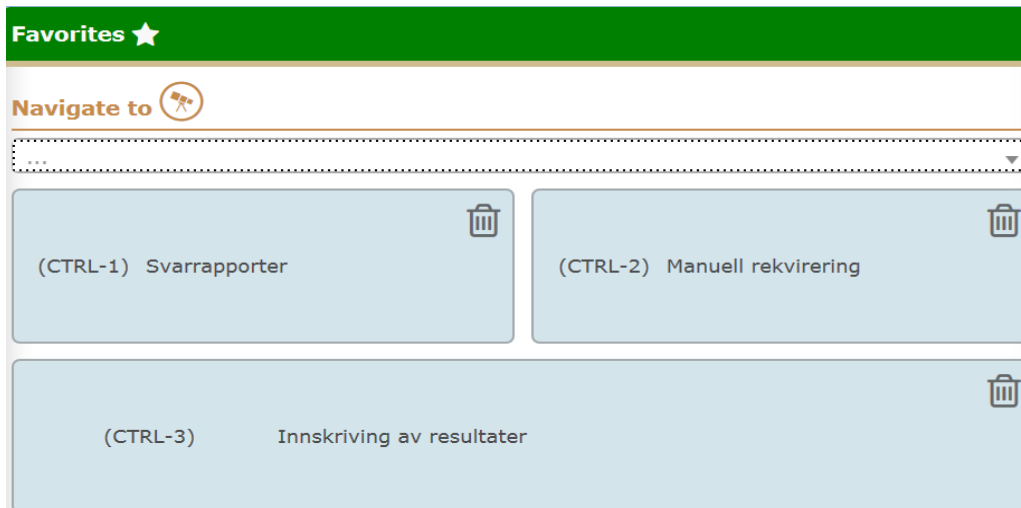 Favorites
Navigate to
...
(CTRL-1) Svarrapporter
(CTRL-2) Manuell rekvirering
(CTRL-3) Innskriving av resultater